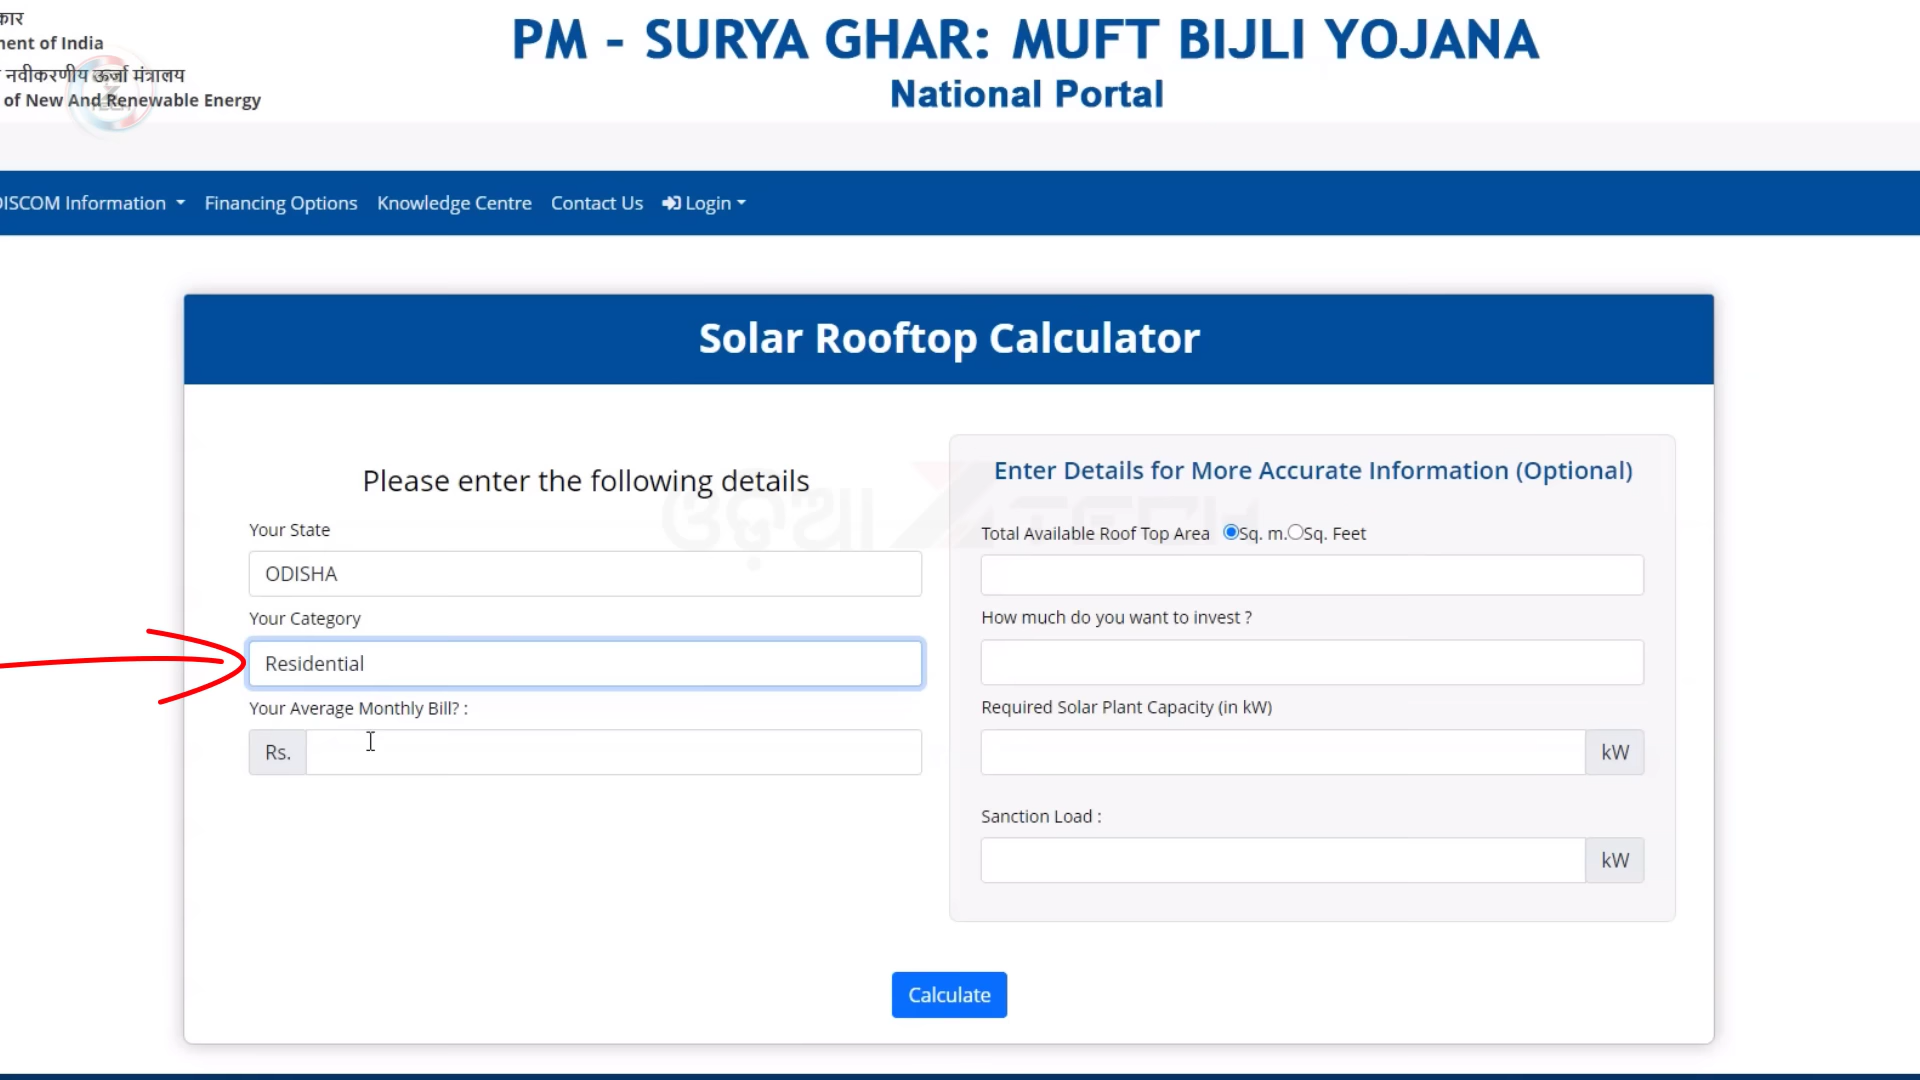 कार
ment of India
नवीकरणीय ऊर्जा मंत्रालय
of New And Renewable Energy
PM - SURYA GHAR: MUFT BIJLI YOJANA
National Portal
DISCOM Information
Financing Options
Knowledge Centre
Contact Us
Login
Solar Rooftop Calculator
Please enter the following details
Your State
ODISHA
Your Category
Residential
Your Average Monthly Bill? :
Rs.
Enter Details for More Accurate Information (Optional)
Total Available Roof Top Area Sq. m. Sq. Feet
How much do you want to invest ?
Required Solar Plant Capacity (in kW)
kW
Sanction Load :
kW
Calculate
ଓଡ଼ିଆ Z TECH